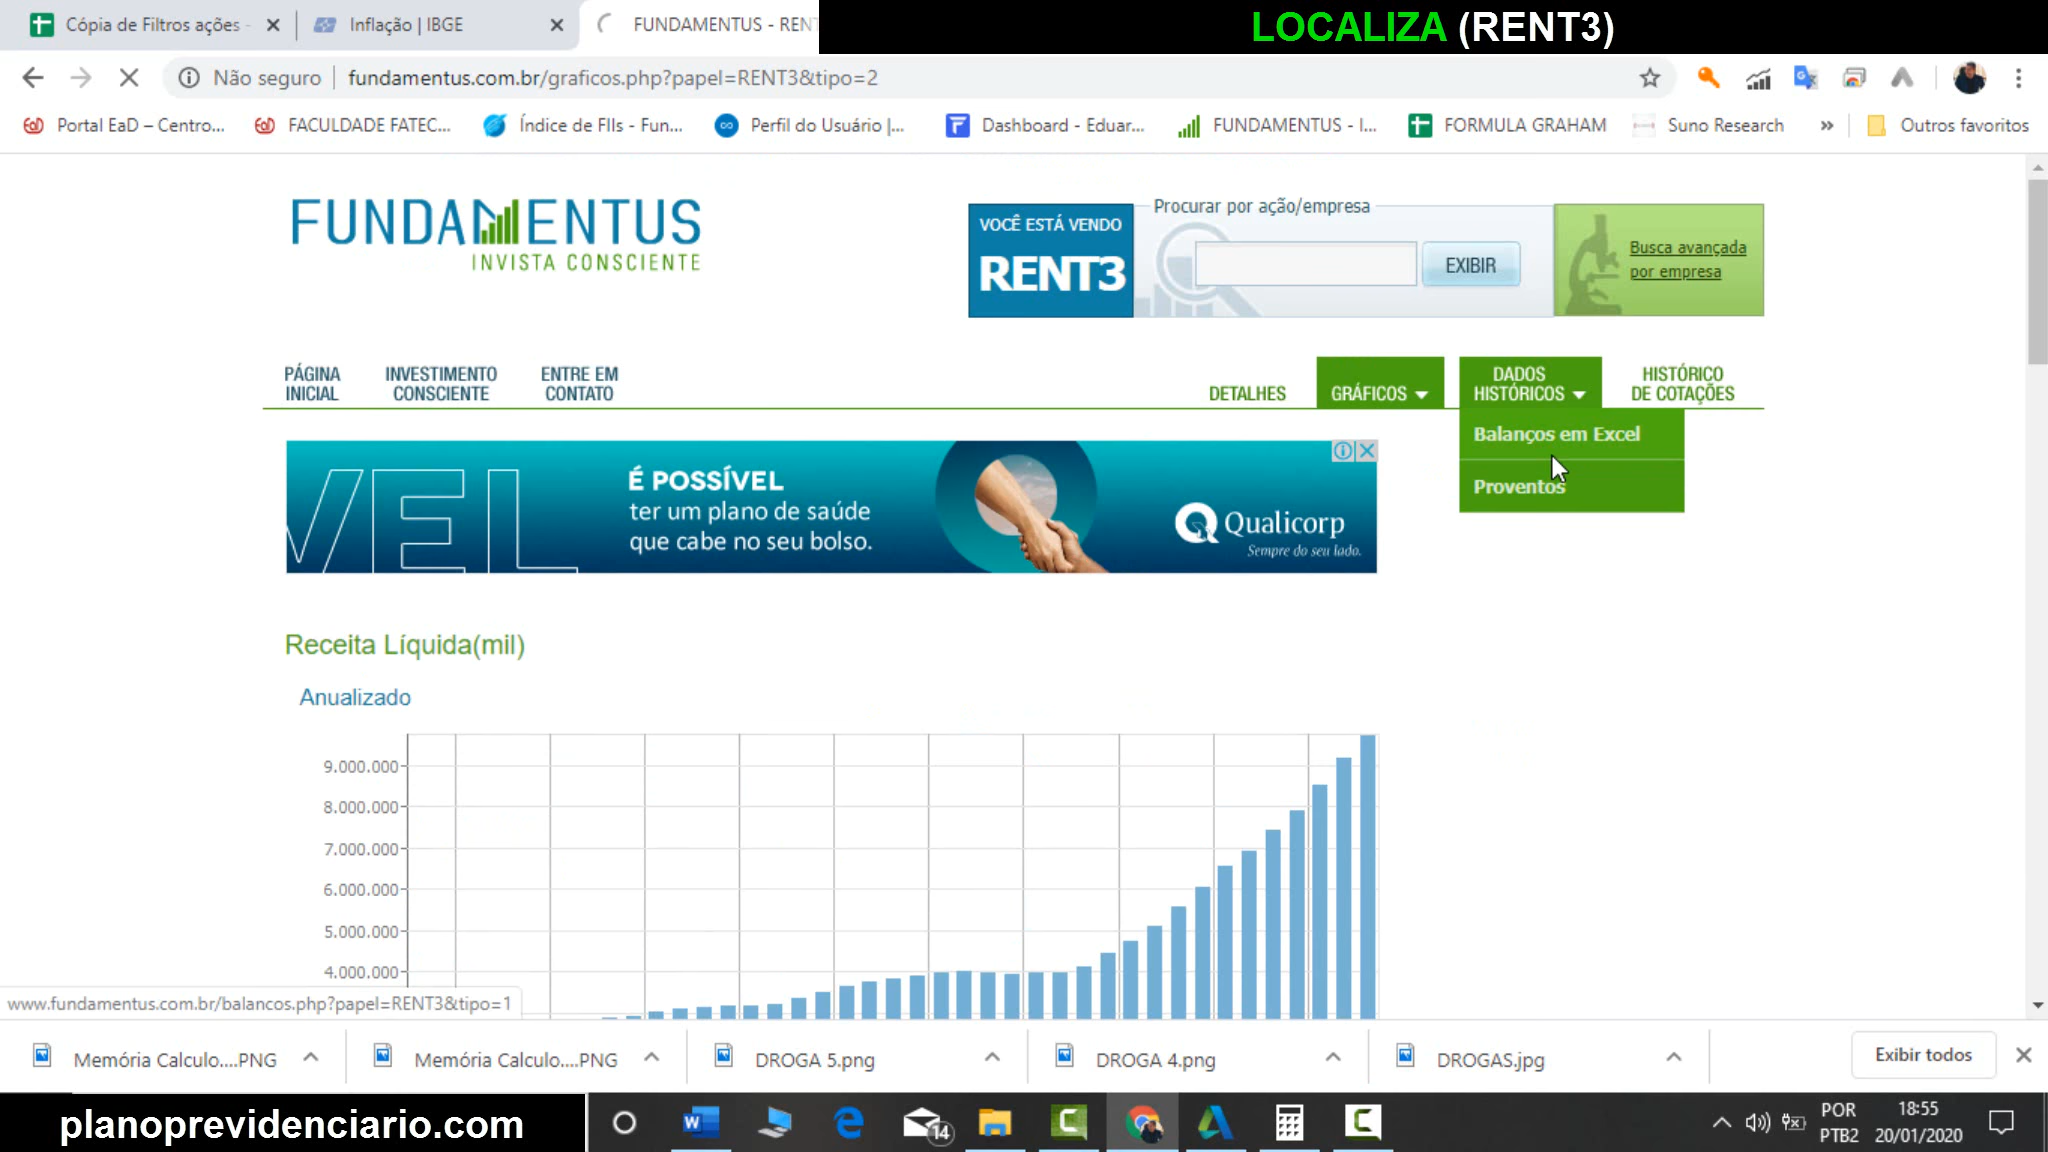 Cópia de Filtros ações -
Inflação | IBGE
FUNDAMENTUS - REN
LOCALIZA (RENT3)
Não seguro
fundamentus.com.br/graficos.php?papel=RENT3&tipo=2
Portal EaD – Centro...
FACULDADE FATEC...
Índice de FIIs - Fun...
Perfil do Usuário |...
Dashboard - Eduar...
FUNDAMENTUS - I...
FORMULA GRAHAM
Suno Research
»
Outros favoritos
FUNDAMENTUS
INVISTA CONSCIENTE
VOCÊ ESTÁ VENDO
RENT3
Procurar por ação/empresa
EXIBIR
Busca avançada
por empresa
PÁGINA
INICIAL
INVESTIMENTO
CONSCIENTE
ENTRE EM
CONTATO
DETALHES
GRÁFICOS
DADOS
HISTÓRICOS
HISTÓRICO
DE COTAÇÕES
Balanços em Excel
Proventos
VEL
É POSSÍVEL
ter um plano de saúde
que cabe no seu bolso.
Qualicorp
Sempre do seu lado.
Receita Líquida(mil)
Anualizado
9.000.000
8.000.000
7.000.000
6.000.000
5.000.000
4.000.000
www.fundamentus.com.br/balancos.php?papel=RENT3&tipo=1
Memória Calculo....PNG
Memória Calculo....PNG
DROGA 5.png
DROGA 4.png
DROGAS.jpg
Exibir todos
planoprevidenciario.com
14
POR
PTB2
18:55
20/01/2020